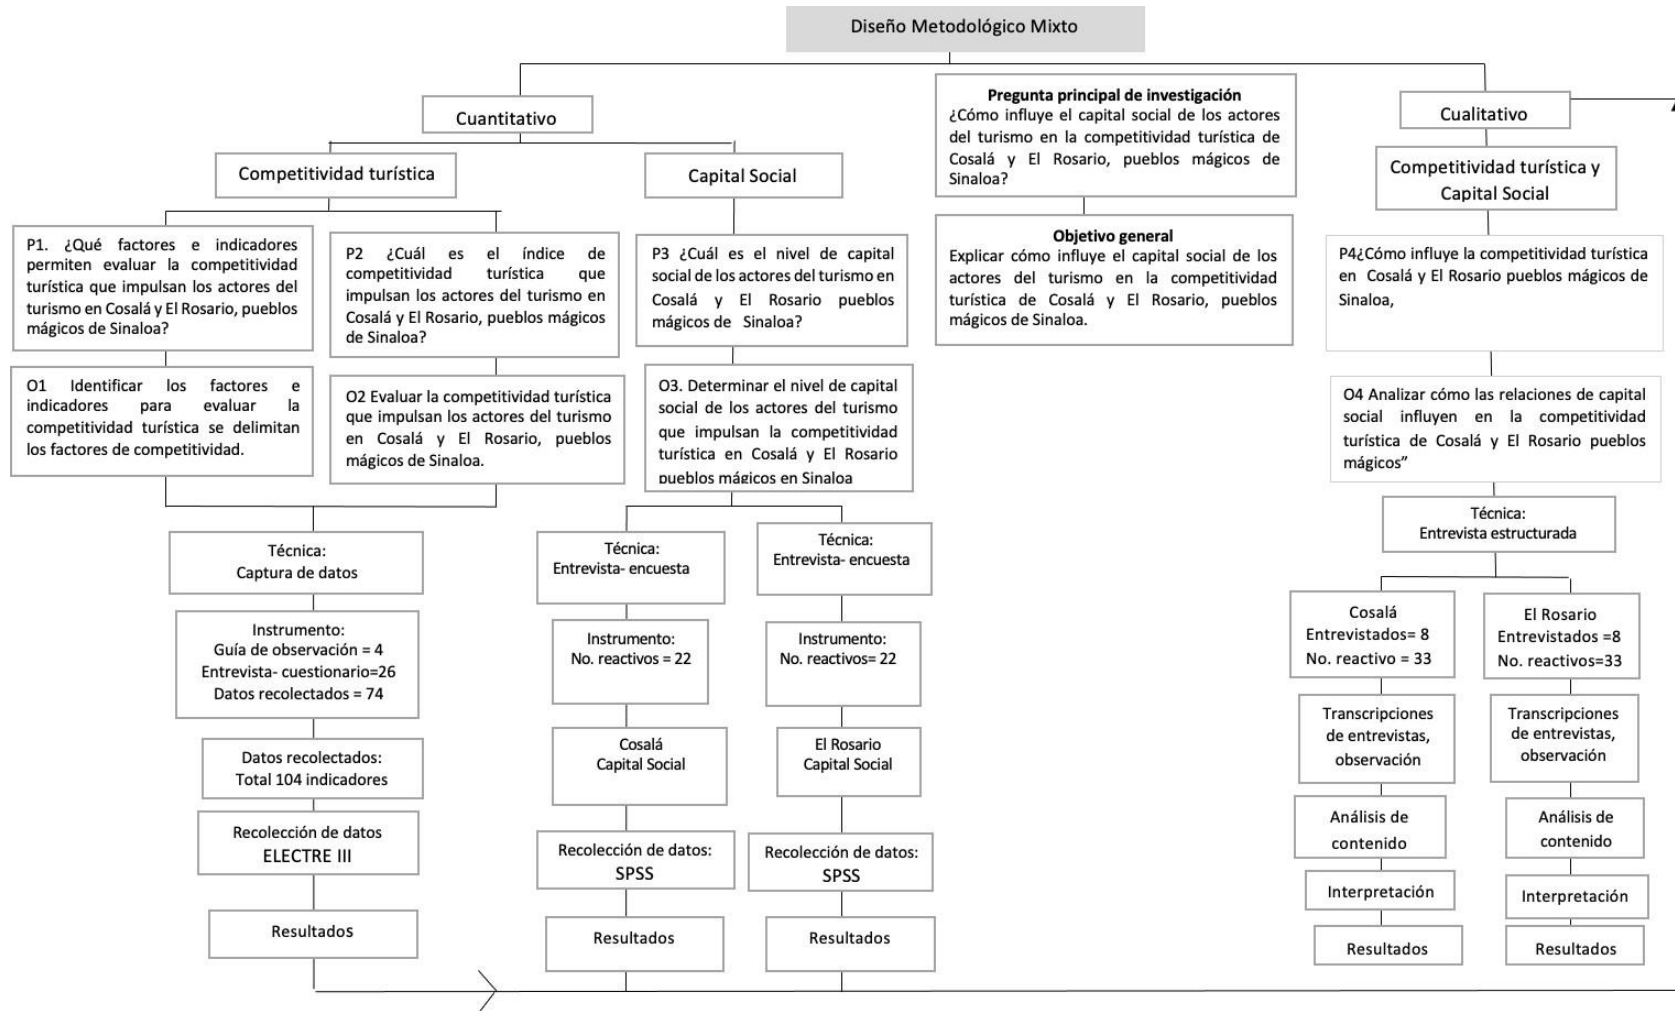 Diseño Metodológico Mixto
Cuantitativo
Competitividad turística
P1. ¿Qué factores e indicadores
permiten evaluar la competitividad
turística que impulsan los actores del
turismo en Cosalá y El Rosario, pueblos
mágicos de Sinaloa?
O1 Identificar los factores e
indicadores para evaluar la
competitividad turística se delimitan
los factores de competitividad.
P2 ¿Cuál es el índice de
competitividad turística que
impulsan los actores del turismo en
Cosalá y El Rosario, pueblos mágicos
de Sinaloa?
O2 Evaluar la competitividad turística
que impulsan los actores del turismo
en Cosalá y El Rosario, pueblos
mágicos de Sinaloa.
Técnica:
Captura de datos
Instrumento:
Guía de observación = 4
Entrevista- cuestionario=26
Datos recolectados = 74
Datos recolectados:
Total 104 indicadores
Recolección de datos
ELECTRE III
Resultados
Capital Social
P3 ¿Cuál es el nivel de capital
social de los actores del turismo en
Cosalá y El Rosario pueblos
mágicos de Sinaloa?
O3. Determinar el nivel de capital
social de los actores del turismo
que impulsan la competitividad
turística en Cosalá y El Rosario
pueblos mágicos en Sinaloa
Técnica:
Entrevista- encuesta
Instrumento:
No. reactivos = 22
Cosalá
Capital Social
Recolección de datos:
SPSS
Resultados
Técnica:
Entrevista- encuesta
Instrumento:
No. reactivos= 22
El Rosario
Capital Social
Recolección de datos:
SPSS
Resultados
Pregunta principal de investigación
¿Cómo influye el capital social de los actores
del turismo en la competitividad turística de
Cosalá y El Rosario, pueblos mágicos de
Sinaloa?
Objetivo general
Explicar cómo influye el capital social de los
actores del turismo en la competitividad
turística de Cosalá y El Rosario, pueblos
mágicos de Sinaloa.
Cualitativo
Competitividad turística y
Capital Social
P4¿Cómo influye la competitividad turística
en Cosalá y El Rosario pueblos mágicos de
Sinaloa,
O4 Analizar cómo las relaciones de capital
social influyen en la competitividad
turística de Cosalá y El Rosario pueblos
mágicos”
Técnica:
Entrevista estructurada
Cosalá
Entrevistados= 8
No. reactivo = 33
Transcripciones
de entrevistas,
observación
Análisis de
contenido
Interpretación
Resultados
El Rosario
Entrevistados =8
No. reactivos=33
Transcripciones
de entrevistas,
observación
Análisis de
contenido
Interpretación
Resultados